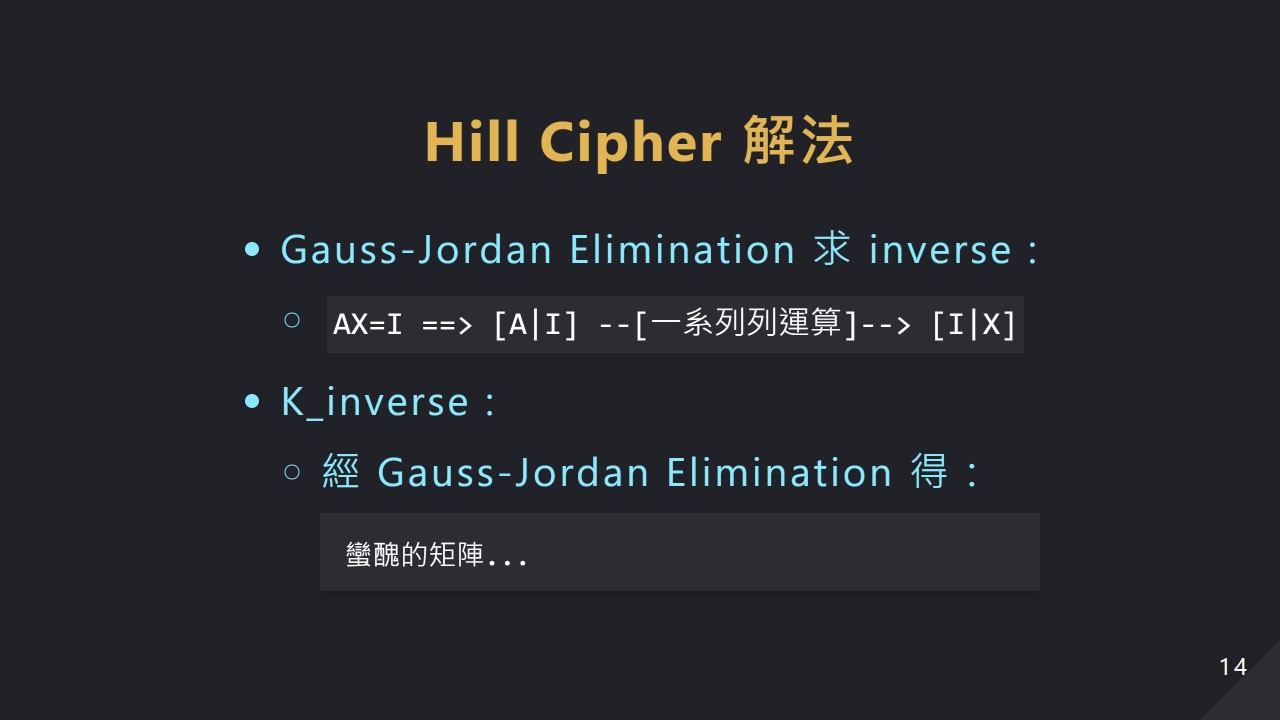 Hill Cipher 解法
Gauss-Jordan Elimination 求 inverse :
AX=I ==> [A|I] --[一系列列運算]--> [I|X]
K_inverse :
經 Gauss-Jordan Elimination 得 :
蠻醜的矩陣...
14